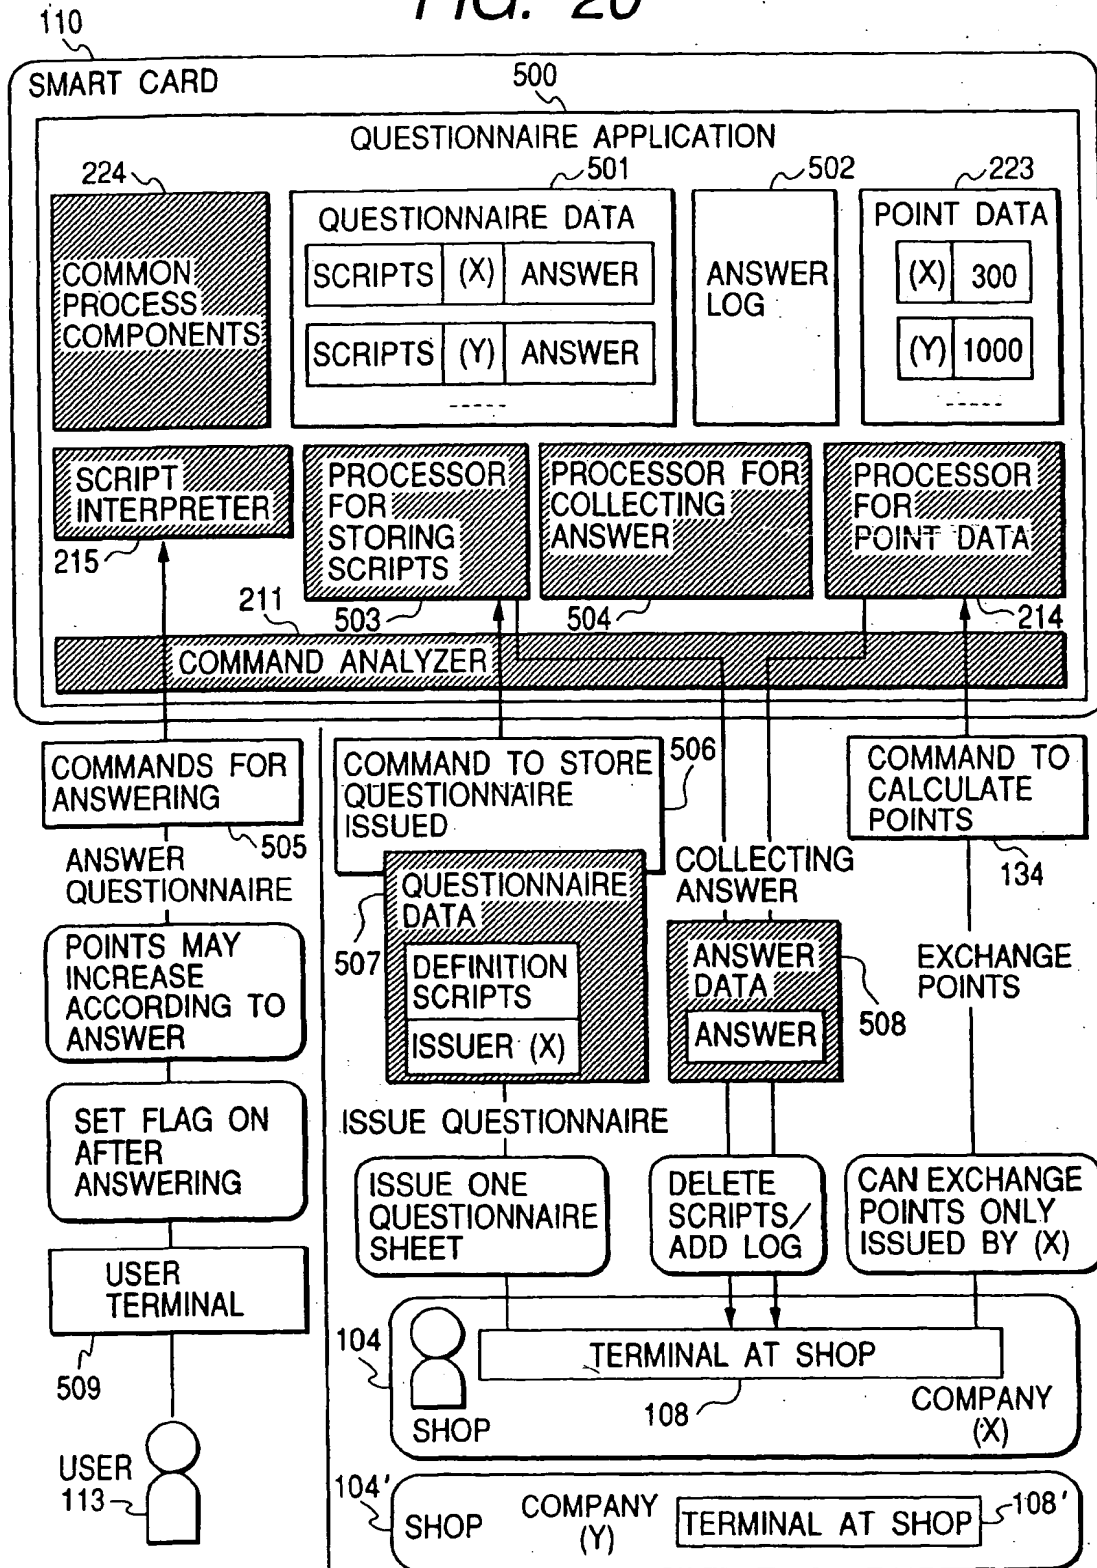 FIG. 20
110
SMART CARD
500
QUESTIONNAIRE APPLICATION
224
501
502
223
COMMON
PROCESS
COMPONENTS
QUESTIONNAIRE DATA
SCRIPTS (X) ANSWER
SCRIPTS (Y) ANSWER
-----
ANSWER
LOG
POINT DATA
(X) 300
(Y) 1000
-----
SCRIPT
INTERPRETER
215
PROCESSOR
FOR
STORING
SCRIPTS
503
PROCESSOR FOR
COLLECTING
ANSWER
504
PROCESSOR
FOR
POINT DATA
214
211
COMMAND ANALYZER
COMMANDS FOR
ANSWERING
505
ANSWER
QUESTIONNAIRE
POINTS MAY
INCREASE
ACCORDING TO
ANSWER
SET FLAG ON
AFTER
ANSWERING
USER
TERMINAL
509
USER
113
COMMAND TO STORE
QUESTIONNAIRE
ISSUED
506
QUESTIONNAIRE
DATA
507
DEFINITION
SCRIPTS
ISSUER (X)
ISSUE QUESTIONNAIRE
ISSUE ONE
QUESTIONNAIRE
SHEET
COLLECTING
ANSWER
ANSWER
DATA
ANSWER
508
DELETE
SCRIPTS/
ADD LOG
COMMAND TO
CALCULATE
POINTS
134
EXCHANGE
POINTS
CAN EXCHANGE
POINTS ONLY
ISSUED BY (X)
104
TERMINAL AT SHOP
108
SHOP
COMPANY
(X)
104'
SHOP
COMPANY
(Y)
TERMINAL AT SHOP
108'